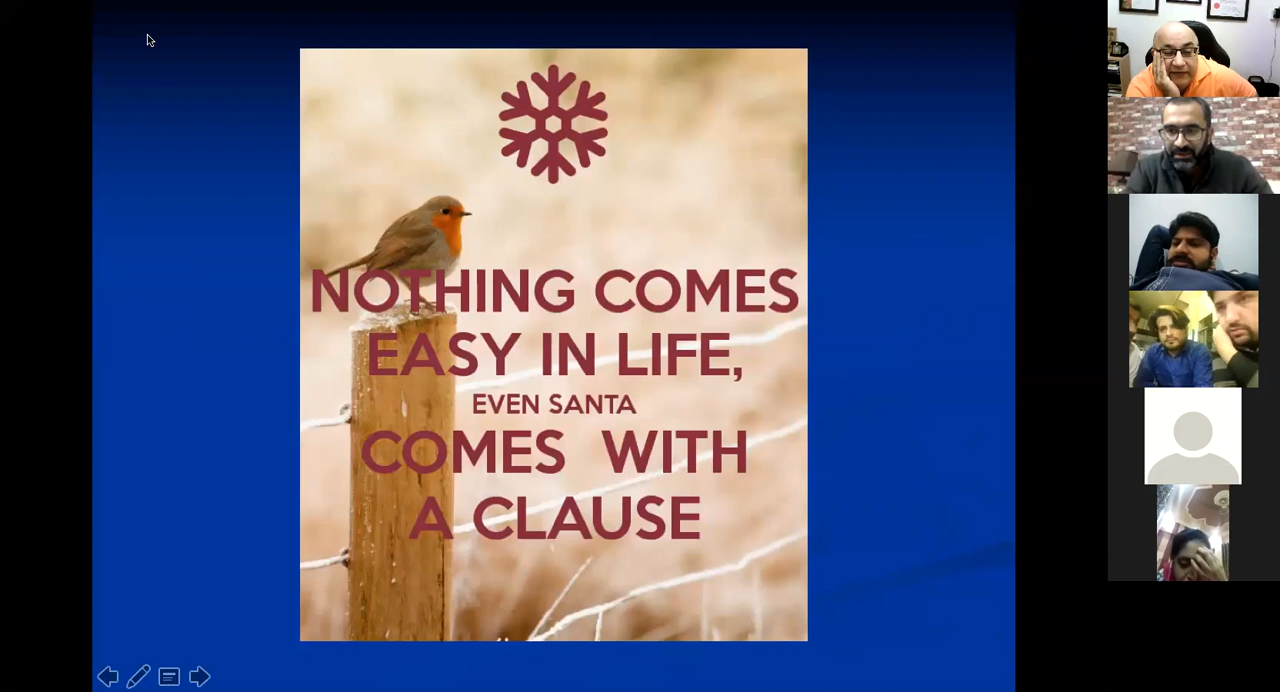 NOTHING COMES
EASY IN LIFE,
EVEN SANTA
COMES WITH
A CLAUSE